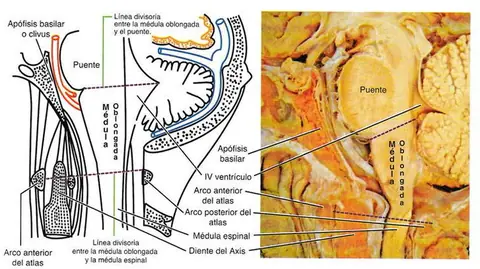 Apófisis basilar
o clivus
Línea divisoria
entre la médula oblongada
y el puente.
Puente
Médula
Oblongada
Apófisis
basilar
IV ventrículo
Arco anterior
del atlas
Arco posterior del
atlas
Médula espinal
Diente del Axis
Arco anterior
del atlas
Línea divisoria
entre la médula oblongada
y la médula espinal
Puente
Médula
Oblongada